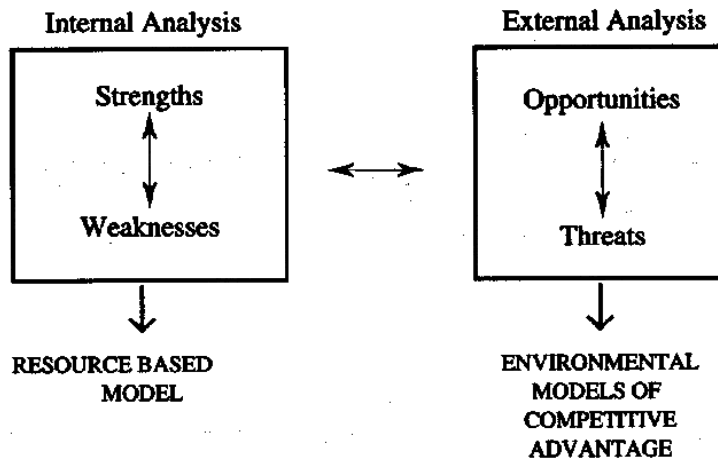 Internal Analysis
Strengths
Weaknesses
RESOURCE BASED
MODEL
External Analysis
Opportunities
Threats
ENVIRONMENTAL
MODELS OF
COMPETITIVE
ADVANTAGE